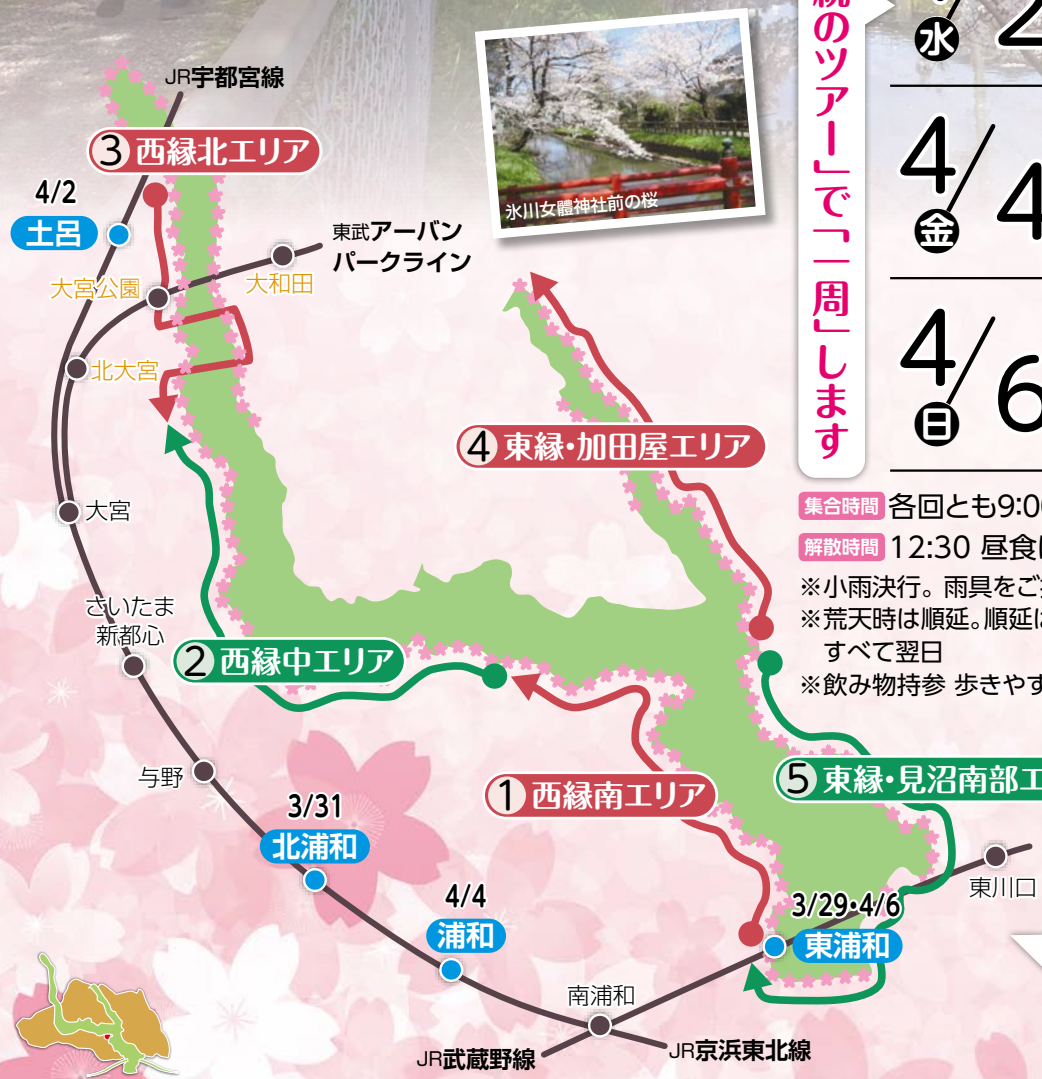 JR宇都宮線
③ 西縁北エリア
4/2
土呂
東武アーバン
パークライン
大宮公園
大和田
北大宮
氷川女體神社前の桜
④ 東縁・加田屋エリア
大宮
さいたま
新都心
② 西縁中エリア
与野
① 西縁南エリア
⑤ 東縁・見沼南部エ
3/31
北浦和
4/4
浦和
3/29・4/6
東浦和
東川口
南浦和
JR武蔵野線
JR京浜東北線
のツアー」で「一周」します
水
4/4
金
4/6
日
集合時間 各回とも9:0
解散時間 12:30 昼食
※小雨決行。雨具をご
※荒天時は順延。順延
すべて翌日
※飲み物持参 歩きやす